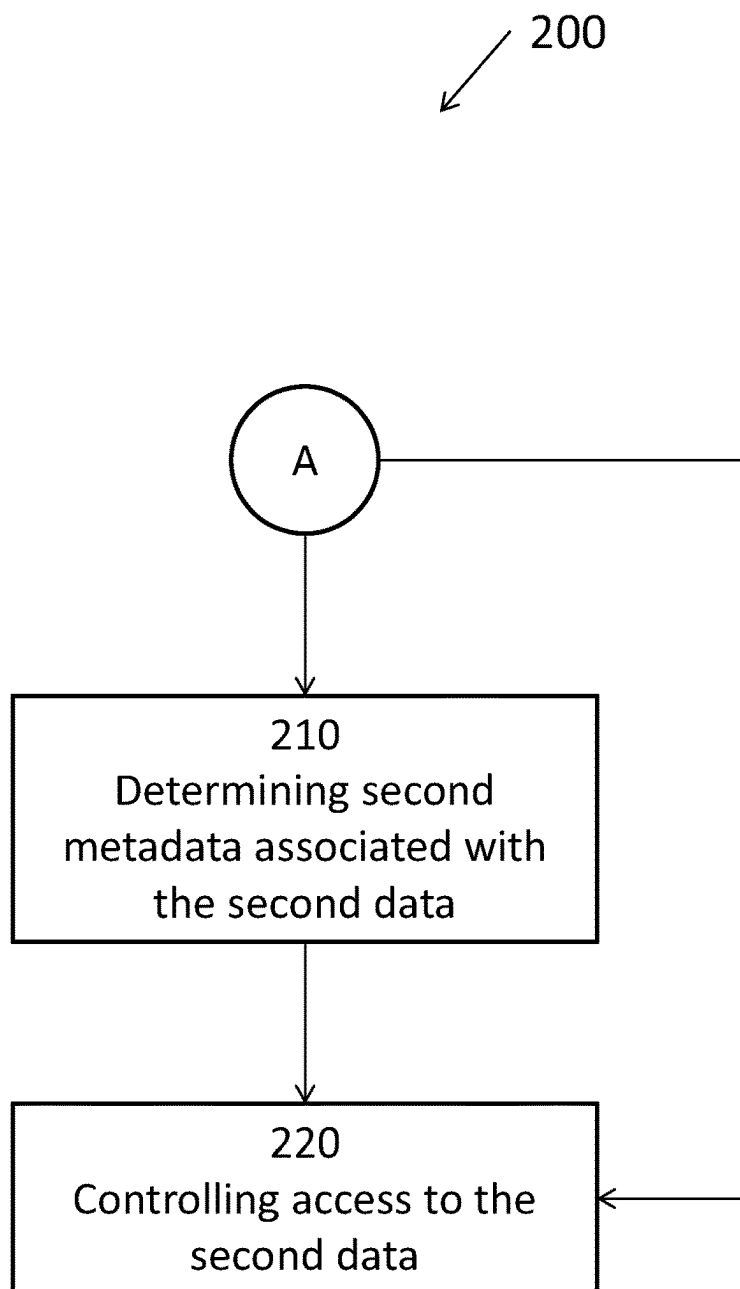 200
A
210
Determining second
metadata associated with
the second data
220
Controlling access to the
second data